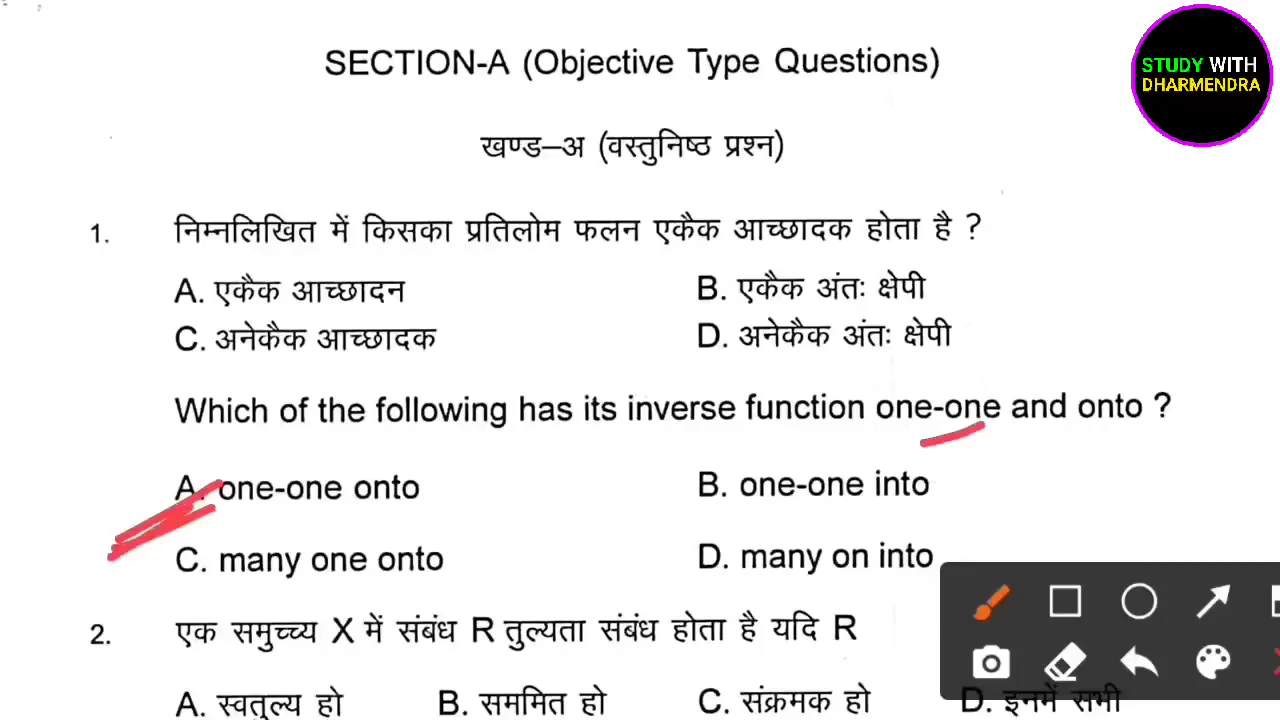 STUDY WITH
DHARMENDRA
SECTION-A (Objective Type Questions)
खण्ड–अ (वस्तुनिष्ठ प्रश्न)
1. निम्नलिखित में किसका प्रतिलोम फलन एकैक आच्छादक होता है ?
A. एकैक आच्छादन B. एकैक अंतः क्षेपी
C. अनेकैक आच्छादक D. अनेकैक अंतः क्षेपी
Which of the following has its inverse function one-one and onto ?
A. one-one onto B. one-one into
C. many one onto D. many on into
2. एक समुच्च्य X में संबंध R तुल्यता संबंध होता है यदि R
A. स्वतुल्य हो B. सममित हो C. संक्रमक हो D. इनमें सभी